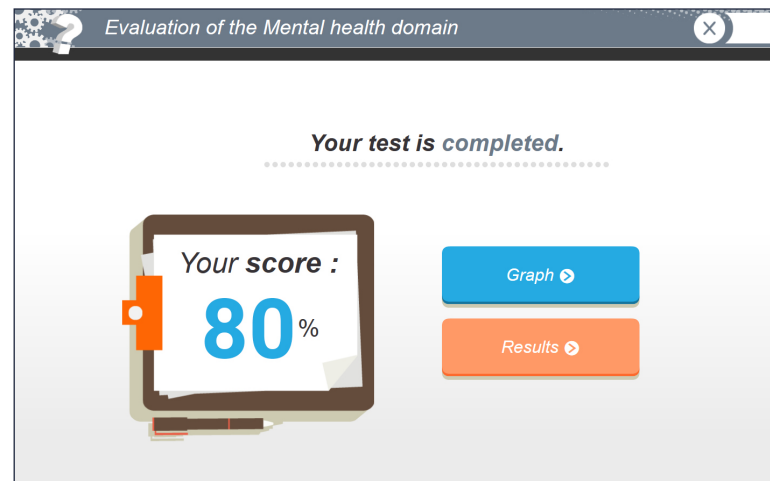 Evaluation of the Mental health domain
Your test is completed.
Your score :
80%
Graph
Results